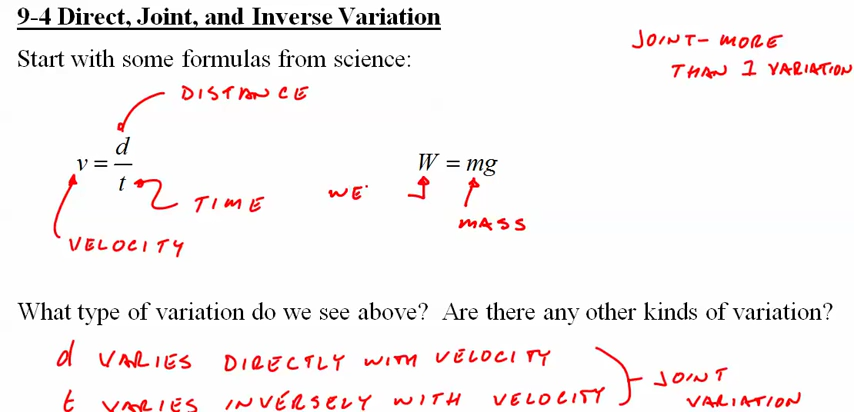 9-4 Direct, Joint, and Inverse Variation
JOINT- MORE
THAN 1 VARIATION
Start with some formulas from science:
DISTANCE
v = d/t
W = mg
TIME
WE
MASS
VELOCITY
What type of variation do we see above? Are there any other kinds of variation?
d VARIES DIRECTLY WITH VELOCITY
t VARIES INVERSELY WITH VELOCITY
JOINT
VARIATION